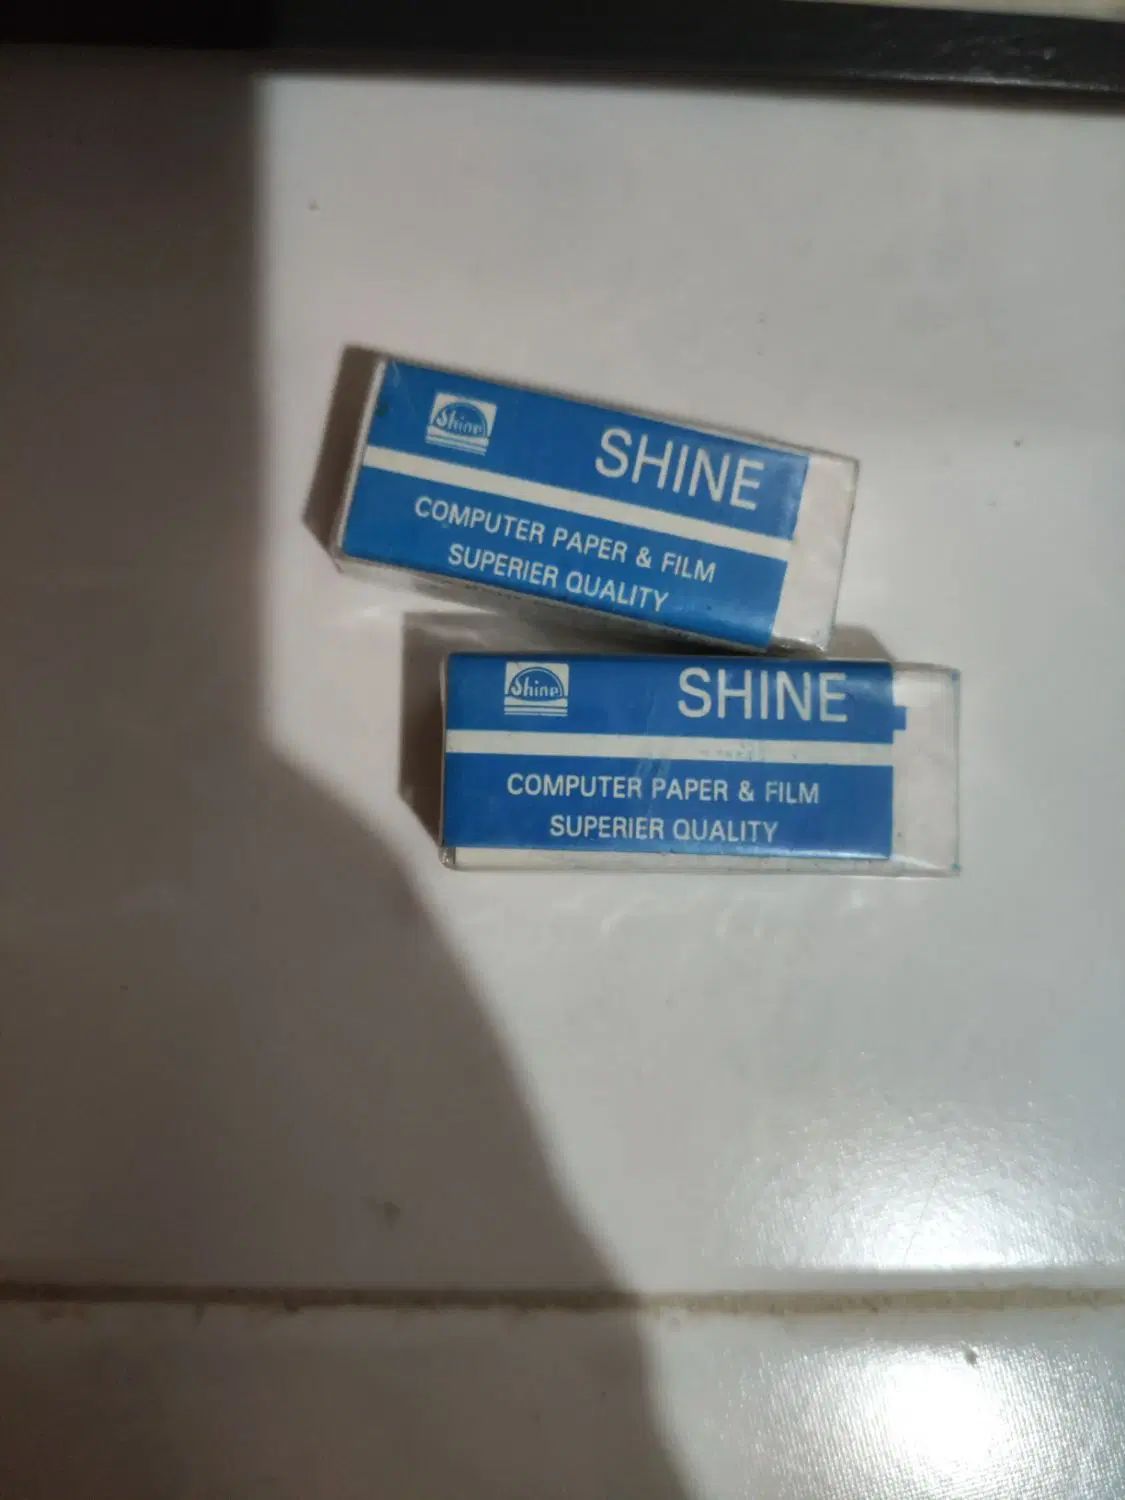 Shine
SHINE
COMPUTER PAPER & FILM
SUPERIER QUALITY
Shine
SHINE
COMPUTER PAPER & FILM
SUPERIER QUALITY